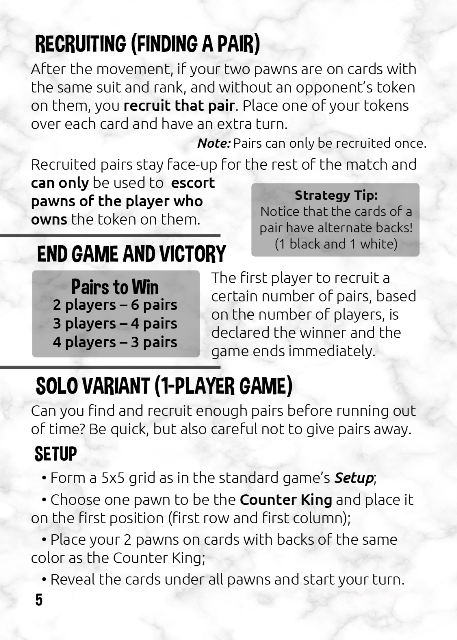 RECRUITING (FINDING A PAIR)
After the movement, if your two pawns are on cards with
the same suit and rank, and without an opponent's token
on them, you recruit that pair. Place one of your tokens
over each card and have an extra turn.
Note: Pairs can only be recruited once.
Recruited pairs stay face-up for the rest of the match and
can only be used to escort
pawns of the player who
owns the token on them.
Strategy Tip:
Notice that the cards of a
pair have alternate backs!
(1 black and 1 white)
END GAME AND VICTORY
Pairs to Win
2 players – 6 pairs
3 players – 4 pairs
4 players – 3 pairs
The first player to recruit a
certain number of pairs, based
on the number of players, is
declared the winner and the
game ends immediately.
SOLO VARIANT (1-PLAYER GAME)
Can you find and recruit enough pairs before running out
of time? Be quick, but also careful not to give pairs away.
SETUP
• Form a 5x5 grid as in the standard game's Setup;
• Choose one pawn to be the Counter King and place it
on the first position (first row and first column);
• Place your 2 pawns on cards with backs of the same
color as the Counter King;
• Reveal the cards under all pawns and start your turn.
5